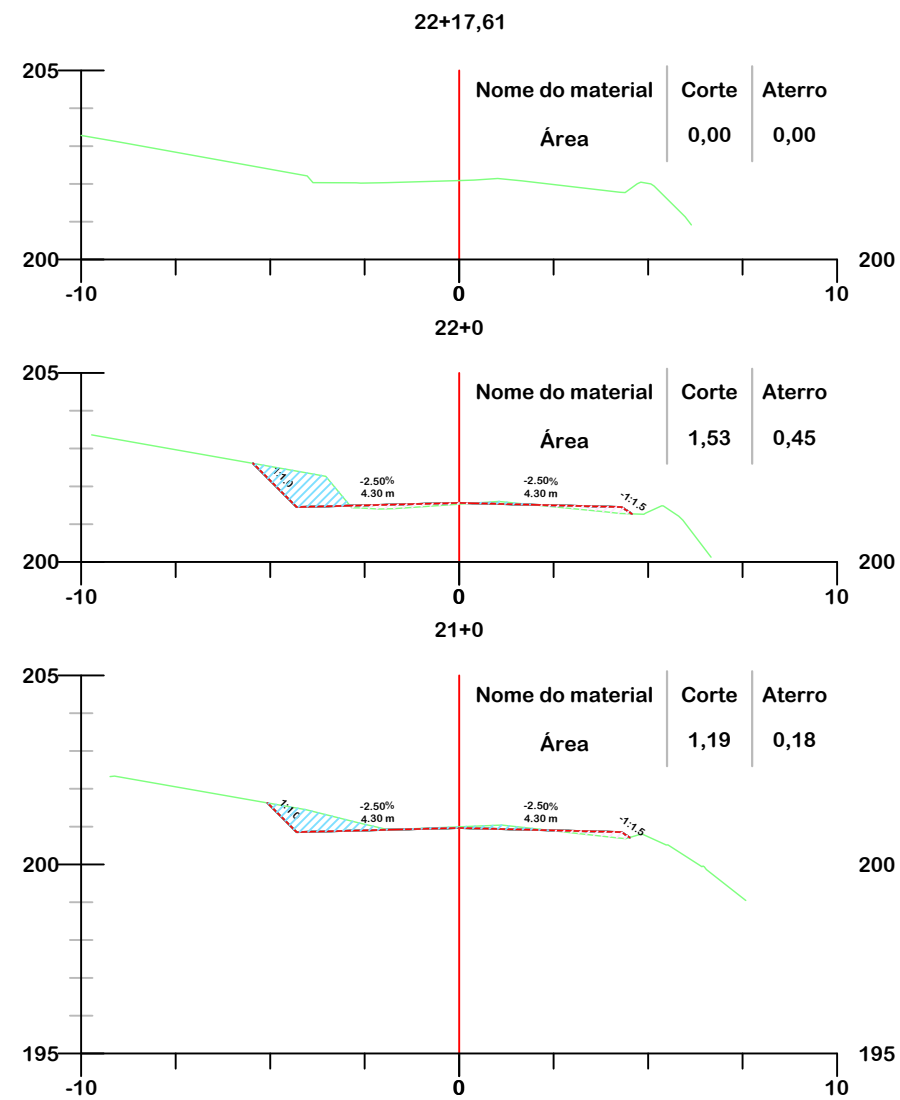 22+17,61
205
Nome do material Corte Aterro
Área 0,00 0,00
200 200
-10 0 10
22+0
205
Nome do material Corte Aterro
Área 1,53 0,45
1:1.0 -2.50% -2.50% -1:1.5
4.30 m 4.30 m
200 200
-10 0 10
21+0
205
Nome do material Corte Aterro
Área 1,19 0,18
1:1.0 -2.50% -2.50% -1:1.5
4.30 m 4.30 m
200 200
195 195
-10 0 10